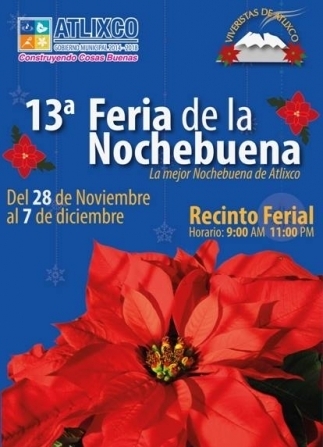 ATLIXCO
GOBIERNO MUNICIPAL 2014 - 2018
Construyendo Cosas Buenas
VIVERISTAS DE ATLIXCO
13ª Feria de la
Nochebuena
La mejor Nochebuena de Atlixco
Del 28 de Noviembre
al 7 de diciembre
Recinto Ferial
Horario: 9:00 AM 11:00 PM